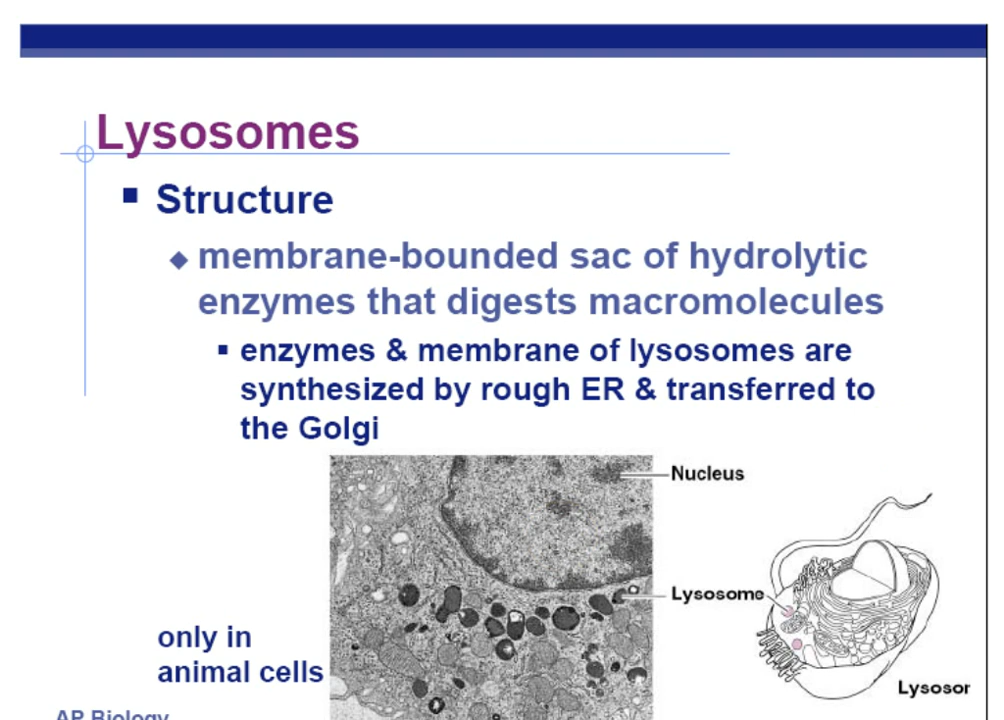 Lysosomes
Structure
membrane-bounded sac of hydrolytic
enzymes that digests macromolecules
enzymes & membrane of lysosomes are
synthesized by rough ER & transferred to
the Golgi
Nucleus
Lysosome
only in
animal cells
Lysosor
AP Biology